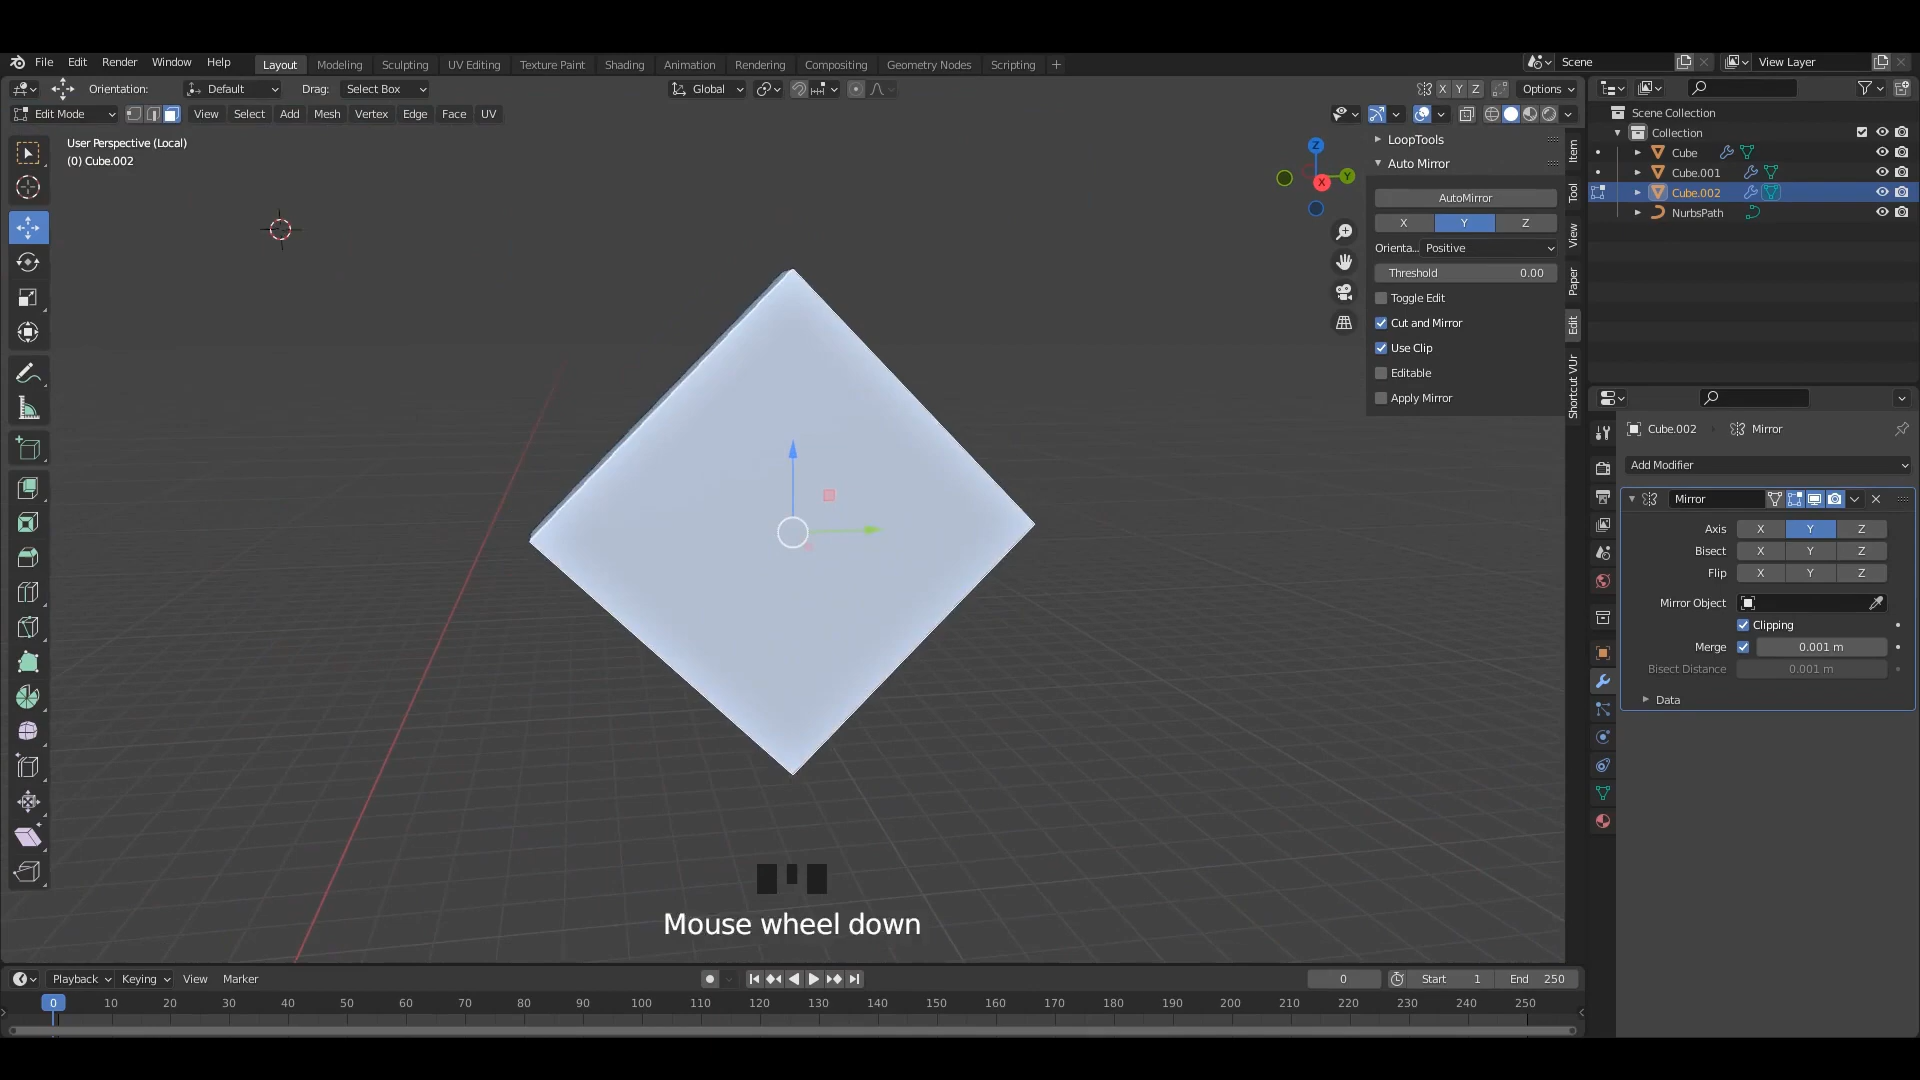 File Edit Render Window Help Layout Modeling Sculpting UV Editing Texture Paint Shading Animation Rendering Compositing Geometry Nodes Scripting + Scene View Layer
Orientation: Default Drag: Select Box Global X Y Z Options
Edit Mode View Select Add Mesh Vertex Edge Face UV
User Perspective (Local)
(0) Cube.002
Z
Y
X
LoopTools
Auto Mirror
AutoMirror
X Y Z
Orienta... Positive
Threshold 0.00
Toggle Edit
Cut and Mirror
Use Clip
Editable
Apply Mirror
Item
Tool
View
Paper
Edit
Shortcut VUr
Scene Collection
Collection
Cube
Cube.001
Cube.002
NurbsPath
Cube.002 Mirror
Add Modifier
Mirror
Axis X Y Z
Bisect X Y Z
Flip X Y Z
Mirror Object
Clipping
Merge 0.001 m
Bisect Distance 0.001 m
Data
Mouse wheel down
Playback Keying View Marker 0 Start 1 End 250
0 10 20 30 40 50 60 70 80 90 100 110 120 130 140 150 160 170 180 190 200 210 220 230 240 250